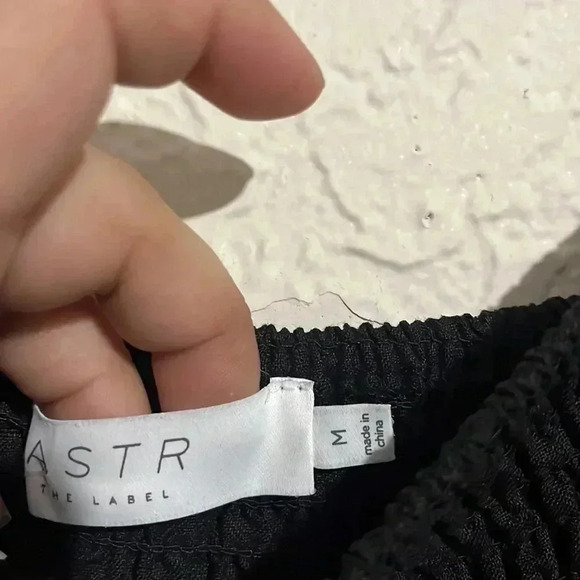 ASTR
THE LABEL
M
made in
china